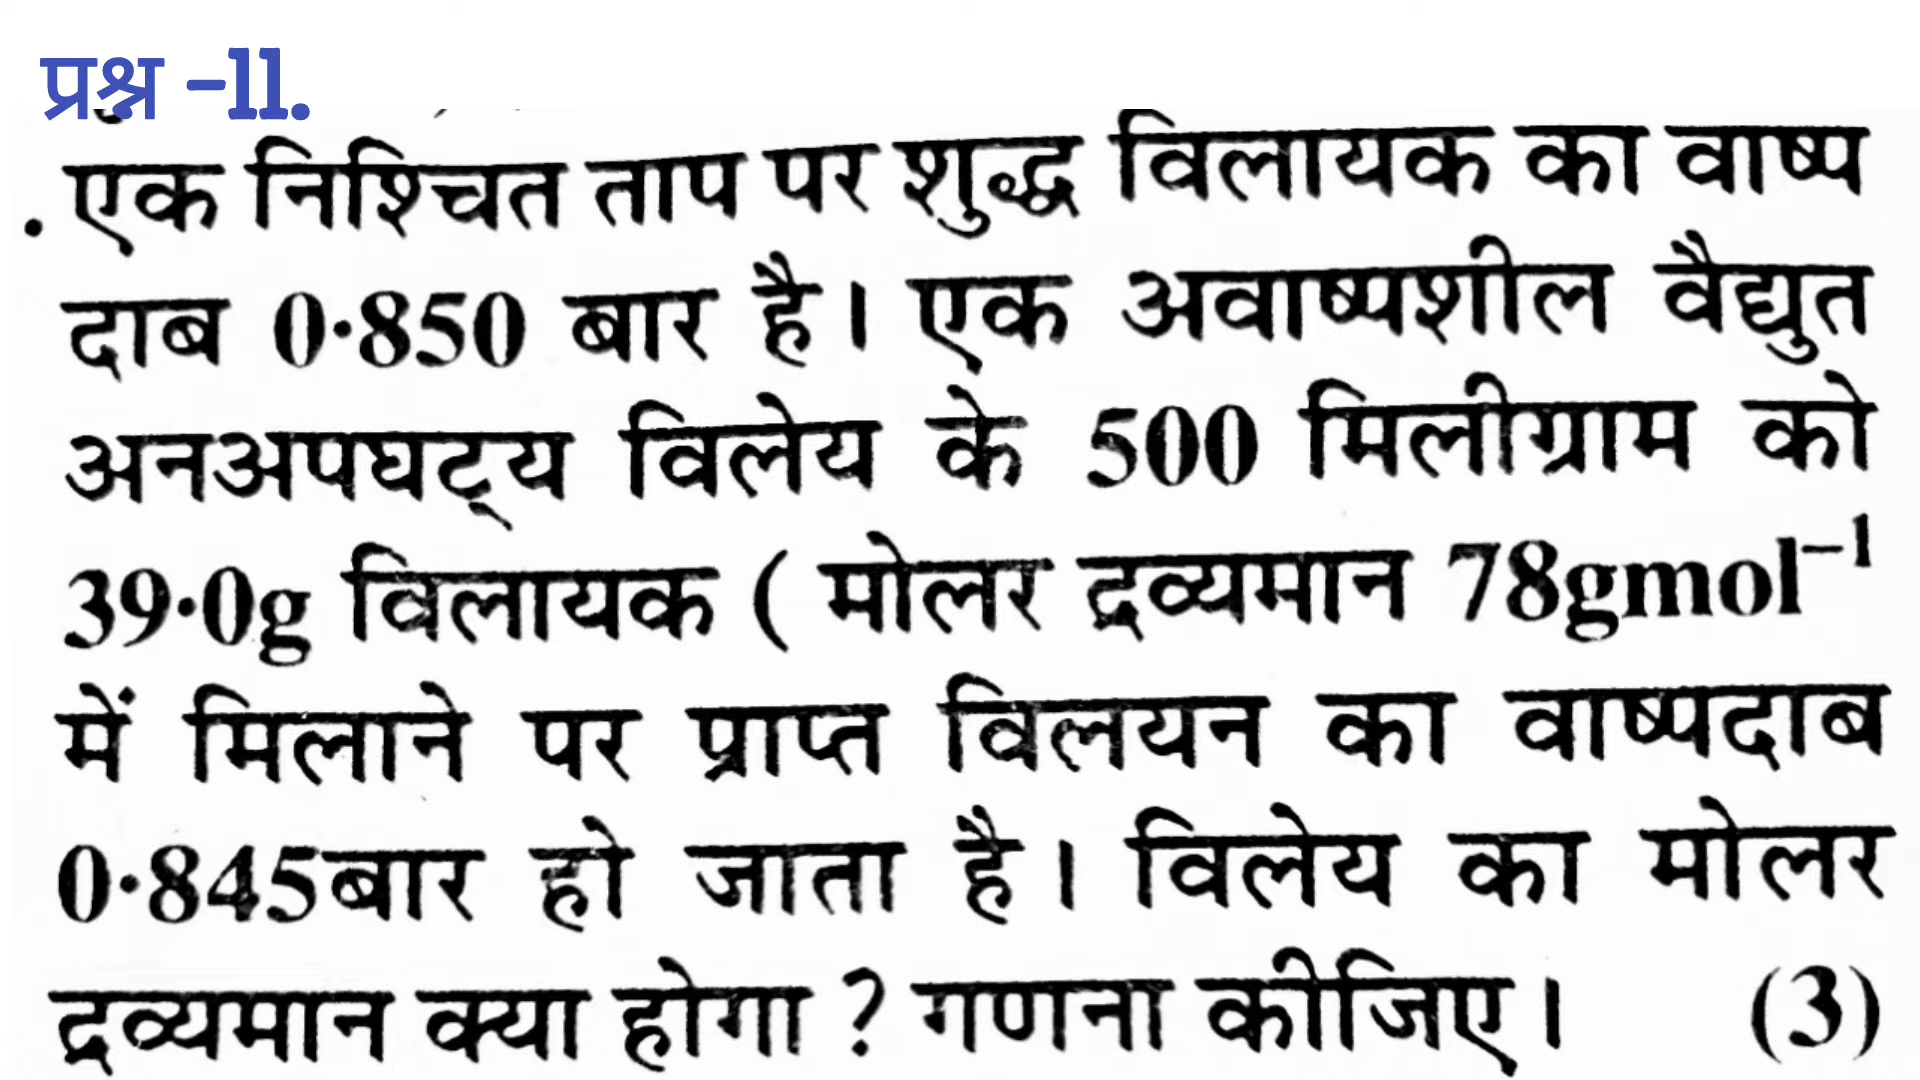 प्रश्न -11.
. एक निश्चित ताप पर शुद्ध विलायक का वाष्प
दाब 0·850 बार है। एक अवाष्पशील वैद्युत
अनअपघट्य विलेय के 500 मिलीग्राम को
39·0g विलायक ( मोलर द्रव्यमान 78gmol⁻¹
में मिलाने पर प्राप्त विलयन का वाष्पदाब
0·845बार हो जाता है। विलेय का मोलर
द्रव्यमान क्या होगा ? गणना कीजिए। (3)